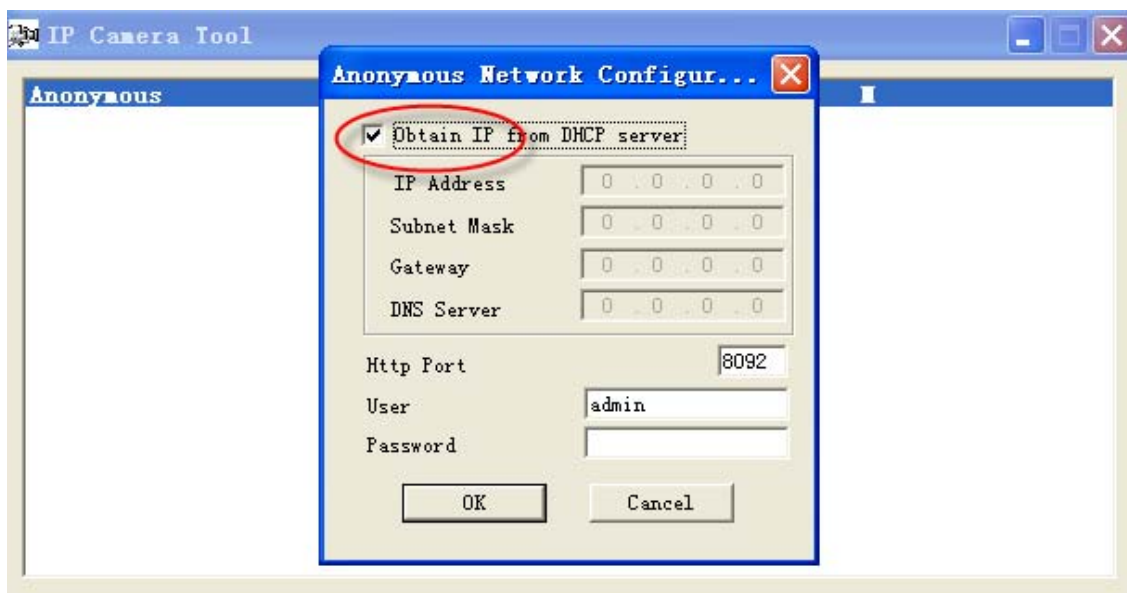 IP Camera Tool
Anonymous Network Configur...
Anonymous
Obtain IP from DHCP server
IP Address 0 . 0 . 0 . 0
Subnet Mask 0 . 0 . 0 . 0
Gateway 0 . 0 . 0 . 0
DNS Server 0 . 0 . 0 . 0
Http Port 8092
User admin
Password
OK Cancel